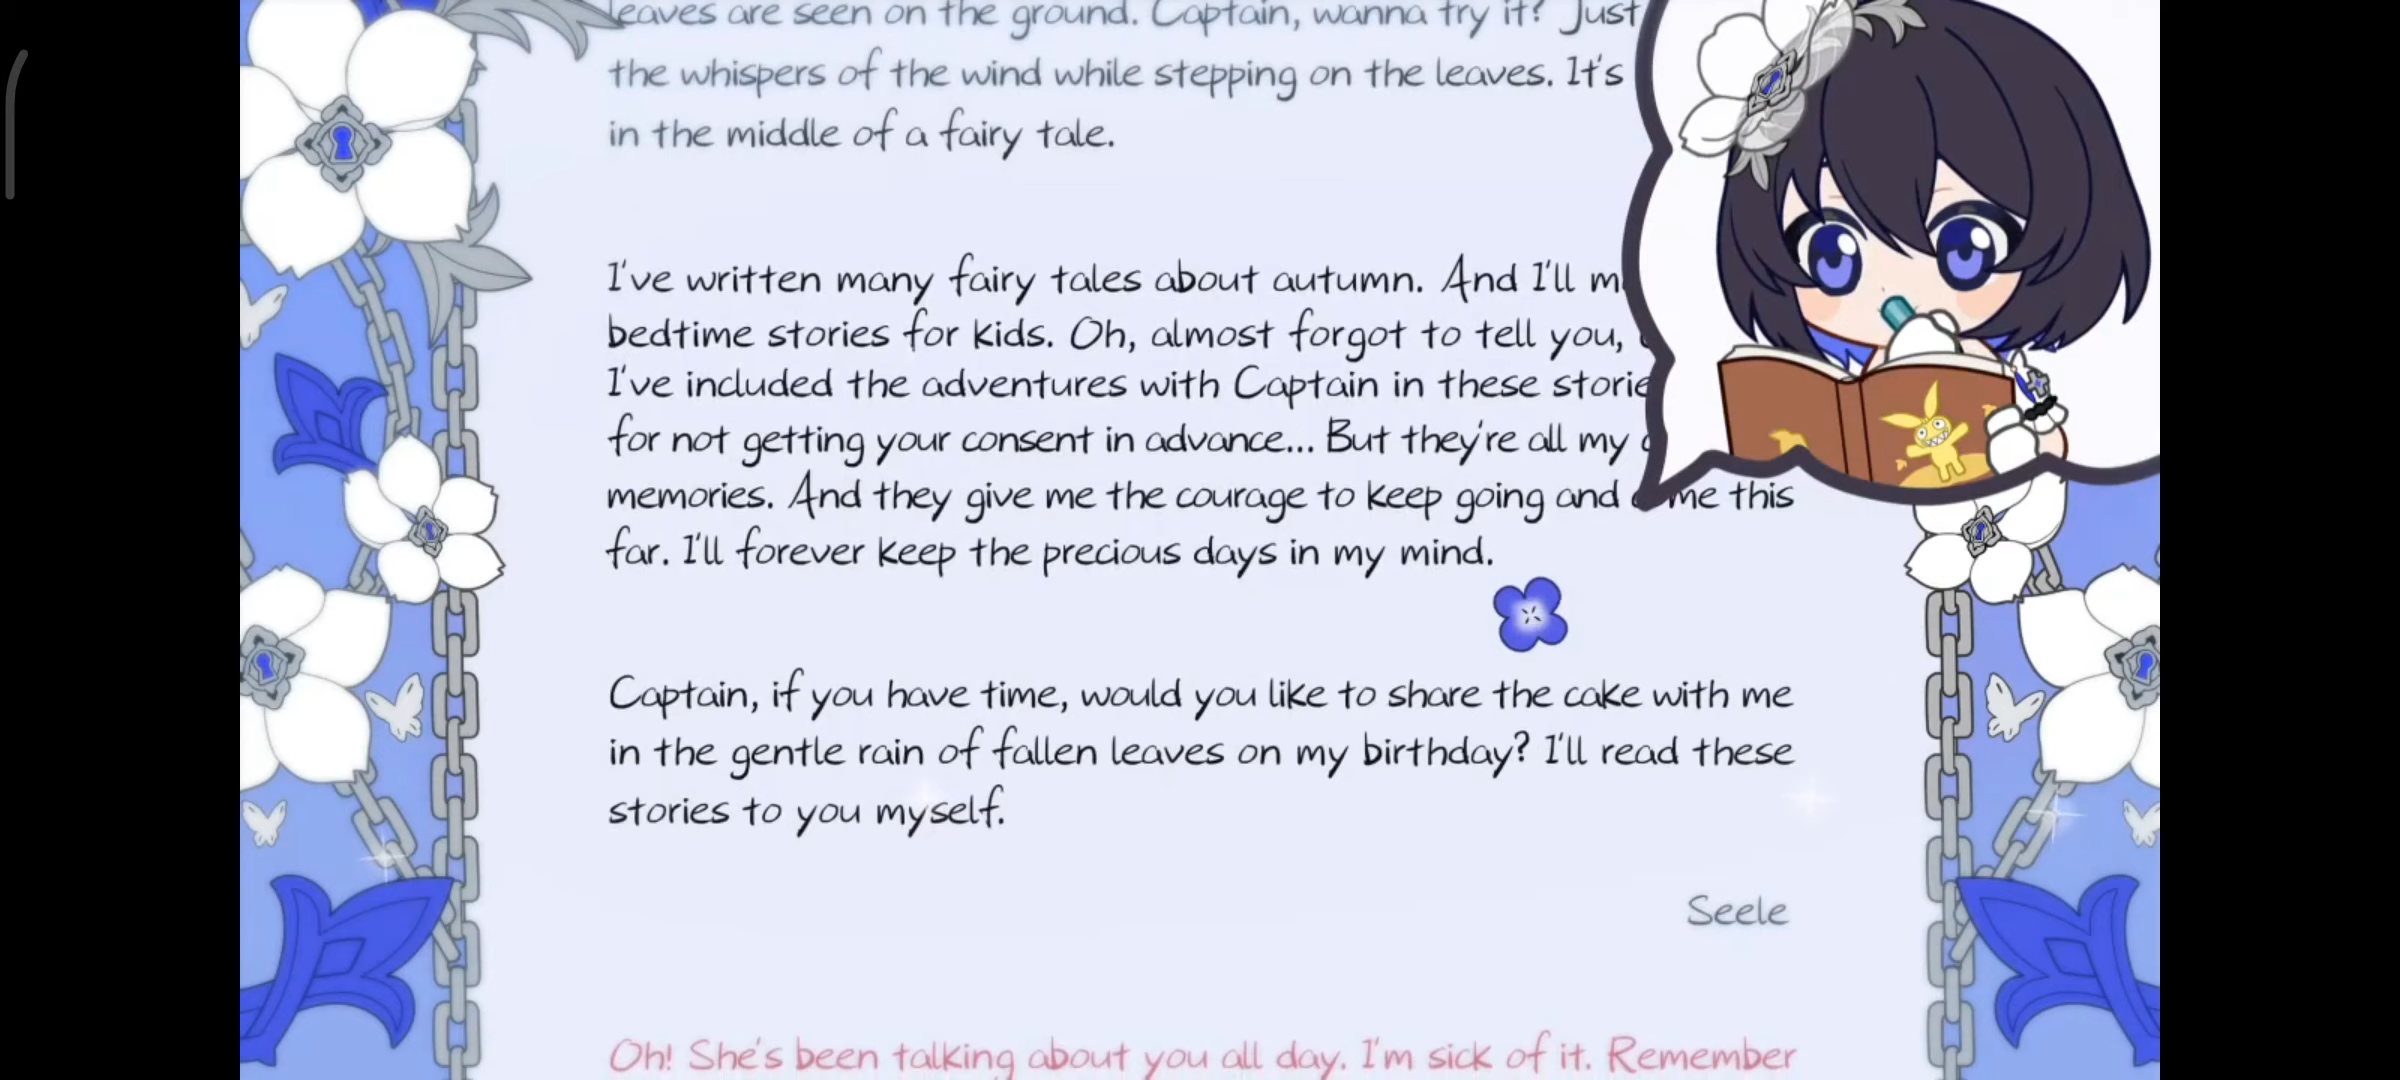 leaves are seen on the ground. Captain, wanna try it? Just
the whispers of the wind while stepping on the leaves. It's
in the middle of a fairy tale.
I've written many fairy tales about autumn. And I'll
bedtime stories for kids. Oh, almost forgot to tell you,
I've included the adventures with Captain in these
for not getting your consent in advance... But they're all my
memories. And they give me the courage to keep going and me this
far. I'll forever keep the precious days in my mind.
Captain, if you have time, would you like to share the cake with me
in the gentle rain of fallen leaves on my birthday? I'll read these
stories to you myself.
Seele
Oh! She's been talking about you all day. I'm sick of it. Remember